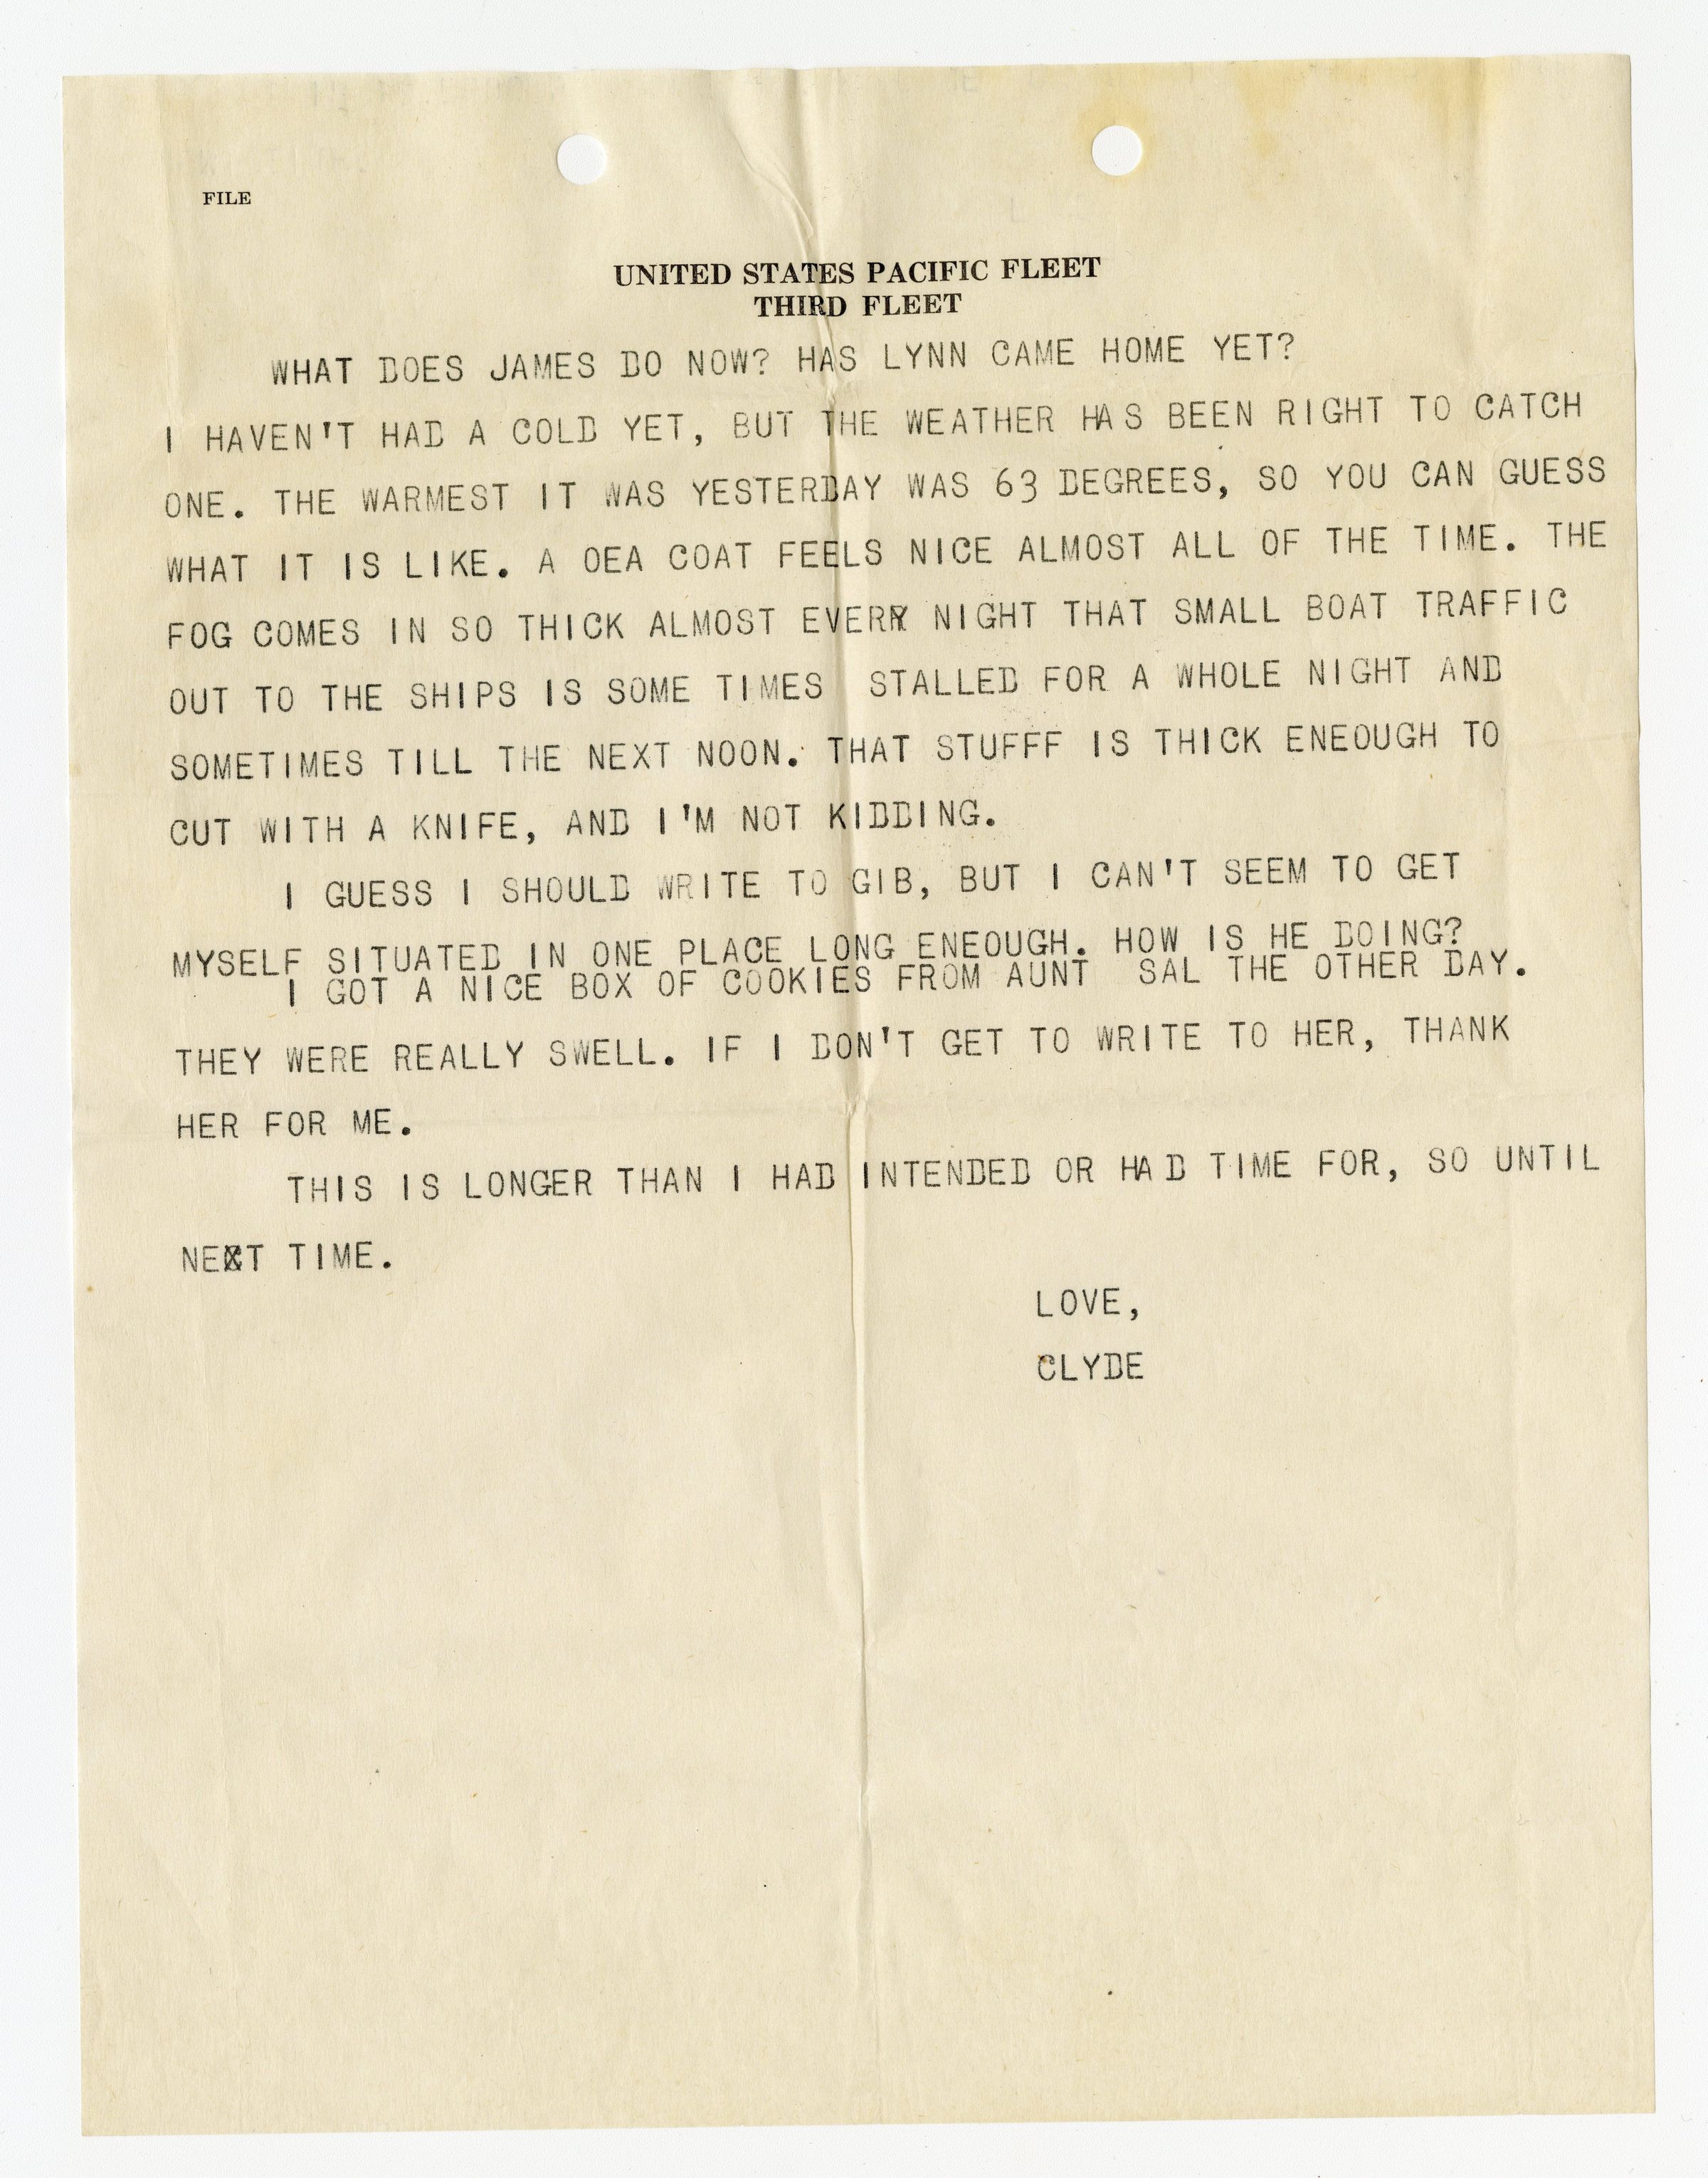 FILE
UNITED STATES PACIFIC FLEET
THIRD FLEET
WHAT DOES JAMES DO NOW? HAS LYNN CAME HOME YET?
I HAVEN'T HAD A COLD YET, BUT THE WEATHER HAS BEEN RIGHT TO CATCH
ONE. THE WARMEST IT WAS YESTERDAY WAS 63 DEGREES, SO YOU CAN GUESS
WHAT IT IS LIKE. A OEA COAT FEELS NICE ALMOST ALL OF THE TIME. THE
FOG COMES IN SO THICK ALMOST EVERY NIGHT THAT SMALL BOAT TRAFFIC
OUT TO THE SHIPS IS SOME TIMES STALLED FOR A WHOLE NIGHT AND
SOMETIMES TILL THE NEXT NOON. THAT STUFFF IS THICK ENEOUGH TO
CUT WITH A KNIFE, AND I'M NOT KIDDING.
I GUESS I SHOULD WRITE TO GIB, BUT I CAN'T SEEM TO GET
MYSELF SITUATED IN ONE PLACE LONG ENEOUGH. HOW IS HE DOING?
I GOT A NICE BOX OF COOKIES FROM AUNT SAL THE OTHER DAY.
THEY WERE REALLY SWELL. IF I DON'T GET TO WRITE TO HER, THANK
HER FOR ME.
THIS IS LONGER THAN I HAD INTENDED OR HAD TIME FOR, SO UNTIL
NEXT TIME.
LOVE,
CLYDE